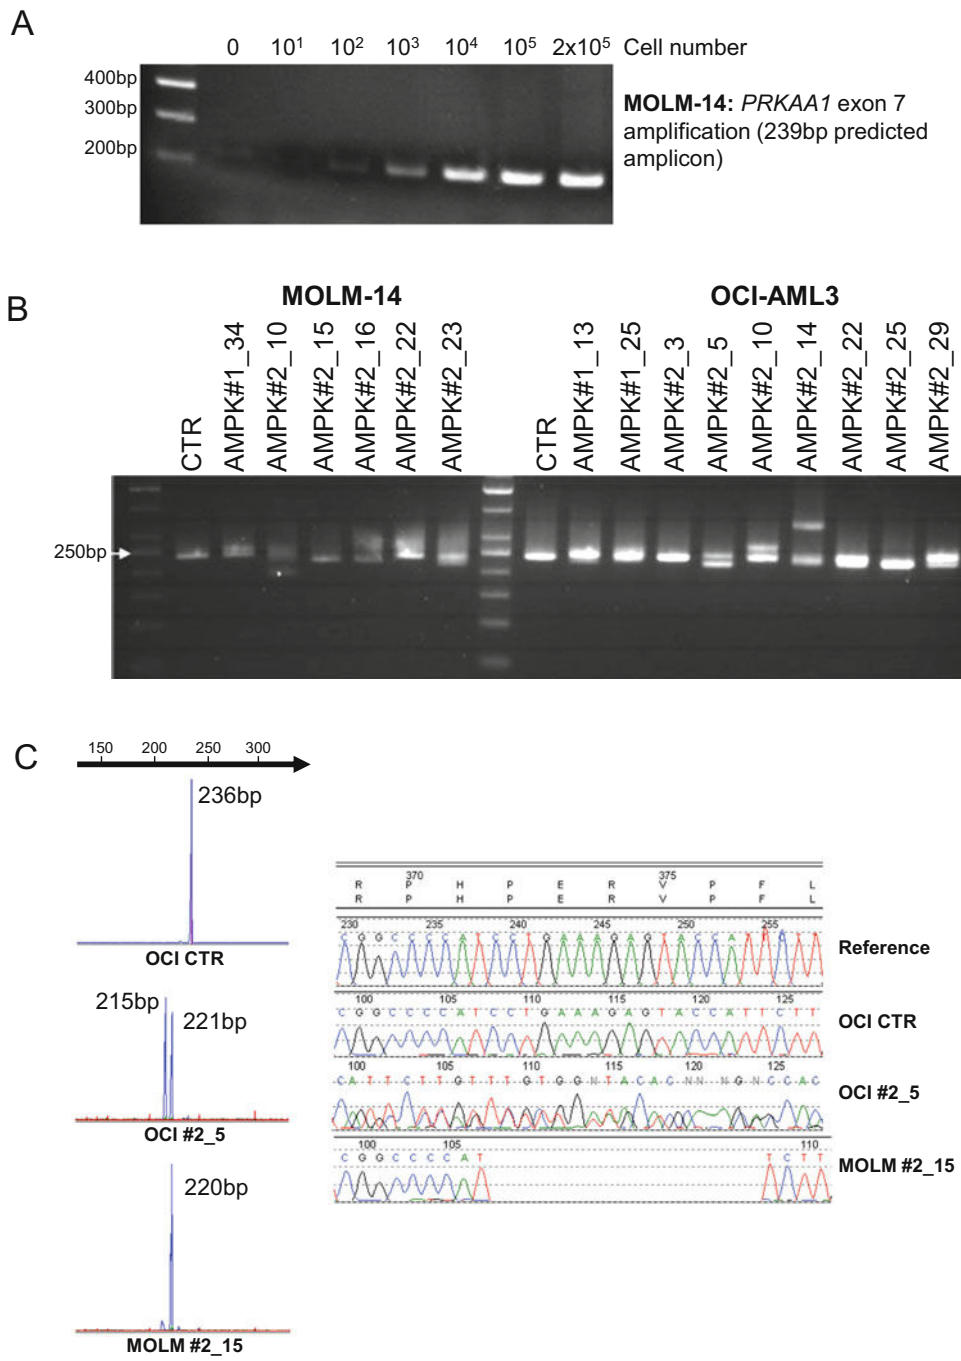 A
0 10¹ 10² 10³ 10⁴ 10⁵ 2x10⁵ Cell number
400bp
300bp
200bp
MOLM-14: PRKAA1 exon 7
amplification (239bp predicted
amplicon)
B
MOLM-14 OCI-AML3
CTR AMPK#1_34 AMPK#2_10 AMPK#2_15 AMPK#2_16 AMPK#2_22 AMPK#2_23 CTR AMPK#1_13 AMPK#1_25 AMPK#2_3 AMPK#2_5 AMPK#2_10 AMPK#2_14 AMPK#2_22 AMPK#2_25 AMPK#2_29
250bp
C
150 200 250 300
236bp
OCI CTR
215bp
221bp
OCI #2_5
220bp
MOLM #2_15
370 375
R P H P E R V P F L
R P H P E R V P F L
230 235 240 245 250 255
C G G C C C C A T C C T G A A A G A G T A C C A T T C T T
Reference
100 105 110 115 120 125
C G G C C C C A T C C T G A A A G A G T A C C A T T C T T
OCI CTR
100 105 110 115 120 125
C A T T C T T G T T T G T G G N T A C A C N N N G N C C A C
OCI #2_5
100 105 110
C G G C C C C A T T C T T
MOLM #2_15